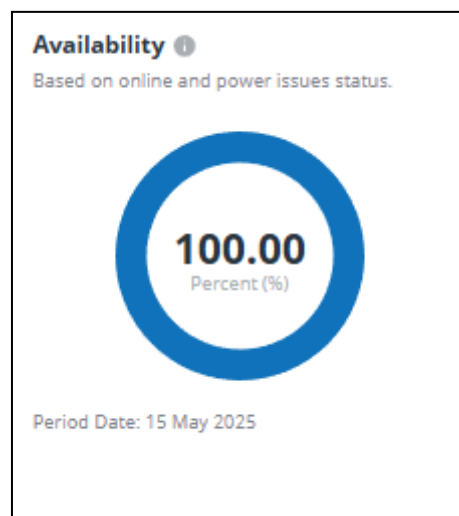 Availability
Based on online and power issues status.
100.00
Percent (%)
Period Date: 15 May 2025